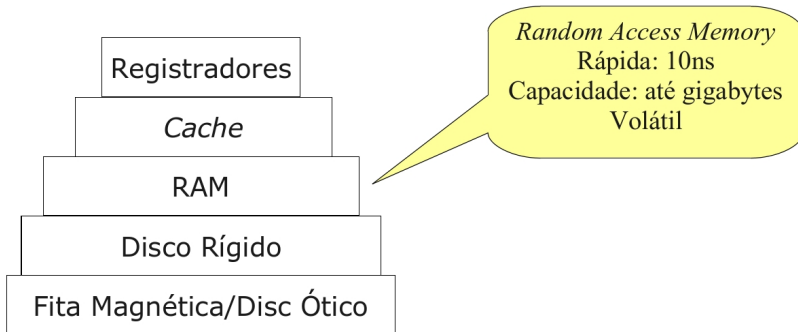 Registradores
Cache
RAM
Disco Rígido
Fita Magnética/Disc Ótico
Random Access Memory
Rápida: 10ns
Capacidade: até gigabytes
Volátil